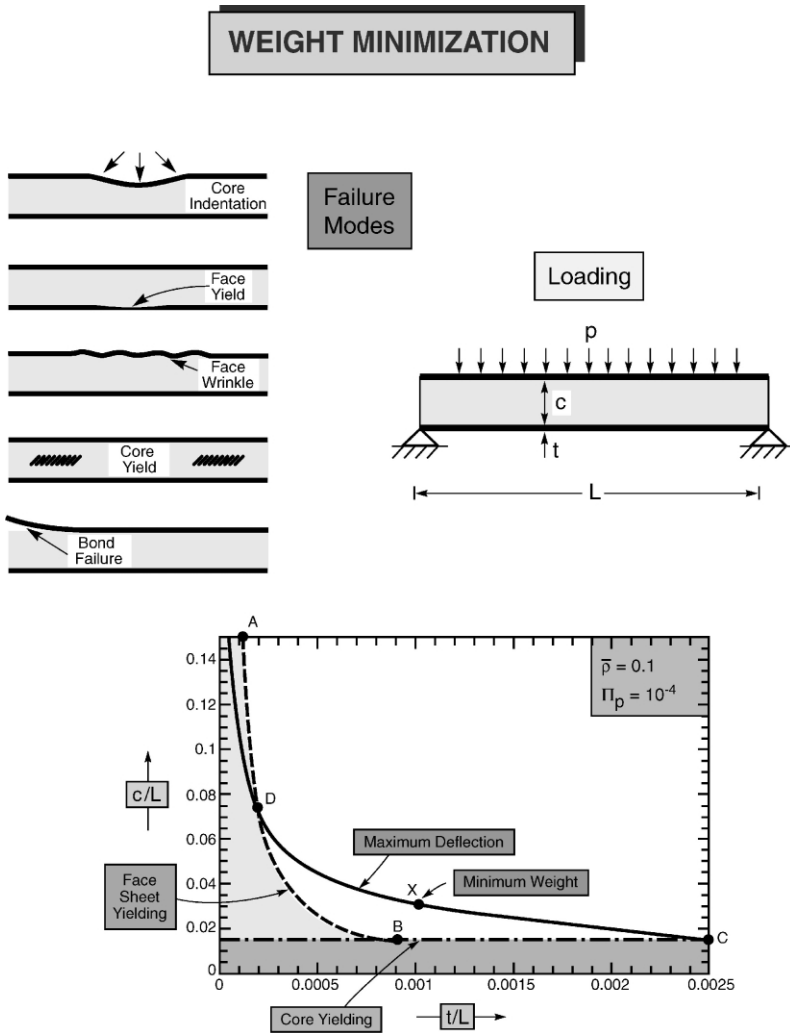 WEIGHT MINIMIZATION
Core
Indentation
Failure
Modes
Face
Yield
Loading
p
Face
Wrinkle
c
t
Core
Yield
L
Bond
Failure
A
0.14
ρ̄ = 0.1
Πp = 10-4
0.12
0.1
c/L
0.08
D
0.06
Maximum Deflection
Face
Sheet
Yielding
0.04
X
Minimum Weight
0.02
B
C
0
0
0.0005
0.001
0.0015
0.002
0.0025
Core Yielding
t/L